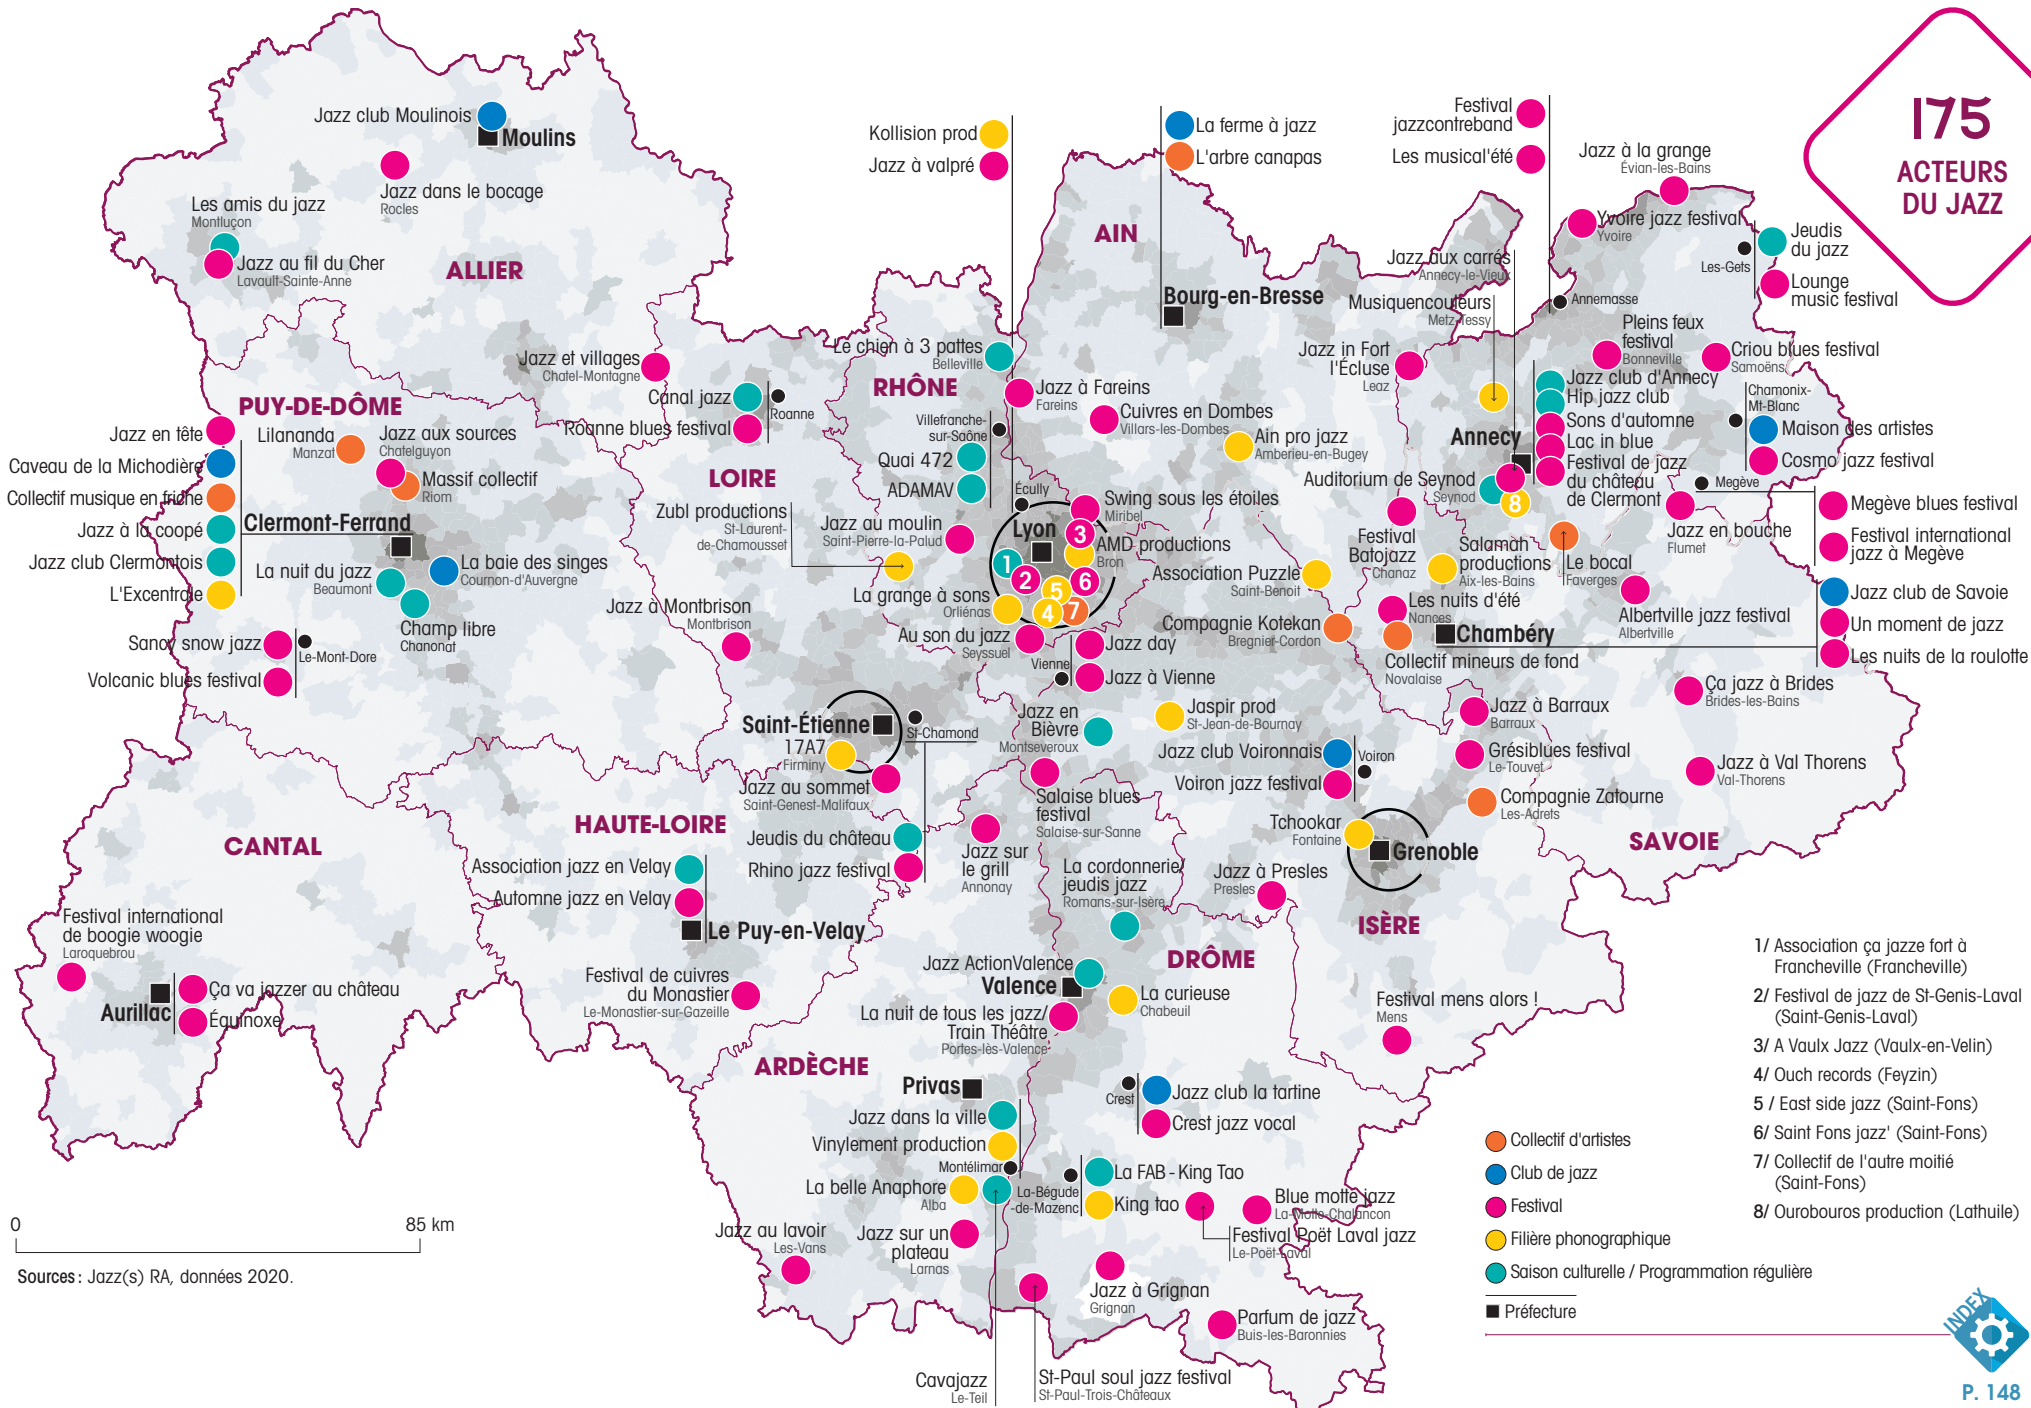 175
ACTEURS
DU JAZZ
Jazz club Moulinois
Moulins
Jazz dans le bocage
Rocles
Les amis du jazz
Montluçon
Jazz au fil du Cher
Lavault-Sainte-Anne
ALLIER
Kollision prod
Jazz à valpré
La ferme à jazz
L'arbre canapas
AIN
Bourg-en-Bresse
Festival
jazzcontreband
Les musical'été
Jazz à la grange
Évian-les-Bains
Yvoire jazz festival
Yvoire
Les-Gets
Jeudis
du jazz
Lounge
music festival
Jazz aux carrés
Annecy-le-Vieux
Musiquencouteurs
Metz-Tessy
Annemasse
Pleins feux
festival
Bonneville
Criou blues festival
Samoëns
Jazz in Fort
l'Écluse
Leaz
Jazz club d'Annecy
Hip jazz club
Sons d'automne
Lac in blue
Festival de jazz
du château
de Clermont
Annecy
Chamonix-
Mt-Blanc
Maison des artistes
Cosmo jazz festival
Megève
Megève blues festival
Festival international
jazz à Megève
Auditorium de Seynod
Seynod
8
Jazz en bouche
Flumet
Festival
Batojazz
Chanaz
Salaman
productions
Aix-les-Bains
Le bocal
Faverges
Albertville jazz festival
Albertville
Jazz club de Savoie
Un moment de jazz
Les nuits de la roulotte
Les nuits d'été
Nances
Chambéry
Collectif mineurs de fond
Novalaise
Ça jazz à Brides
Brides-les-Bains
Jazz à Val Thorens
Val-Thorens
SAVOIE
Jazz et villages
Chatel-Montagne
Canal jazz
Roanne blues festival
Roanne
LOIRE
Le chien à 3 pattes
Belleville
RHÔNE
Jazz à Fareins
Fareins
Cuivres en Dombes
Villars-les-Dombes
Villefranche-
sur-Saône
Quai 472
ADAMAV
Ain pro jazz
Amberieu-en-Bugey
Écully
Swing sous les étoiles
Miribel
Lyon
3
AMD productions
Bron
1
2
6
5
4
7
Zubl productions
St-Laurent-
de-Chamousset
Jazz au moulin
Saint-Pierre-la-Palud
La grange à sons
Orliénas
Association Puzzle
Saint-Benoit
Compagnie Kotekan
Bregnier-Cordon
Au son du jazz
Seyssuel
Vienne
Jazz day
Jazz à Vienne
PUY-DE-DÔME
Jazz en tête
Caveau de la Michodière
Collectif musique en friche
Jazz à la coopé
Jazz club Clermontois
L'Excentrale
Lilananda
Manzat
Jazz aux sources
Chatelguyon
Massif collectif
Riom
Clermont-Ferrand
La baie des singes
Cournon-d'Auvergne
La nuit du jazz
Beaumont
Champ libre
Chanonat
Sancy snow jazz
Volcanic blues festival
Le-Mont-Dore
Jazz à Montbrison
Montbrison
Saint-Étienne
17A7
Firminy
St-Chamond
Jazz au sommet
Saint-Genest-Malifaux
Jeudis du château
Rhino jazz festival
Jazz en
Bièvre
Montseveroux
Jaspir prod
St-Jean-de-Bournay
Jazz club Voironnais
Voiron jazz festival
Voiron
Jazz à Barraux
Barraux
Grésiblues festival
Le-Touvet
Compagnie Zatourne
Les-Adrets
Salaise blues
festival
Salaise-sur-Sanne
Tchookar
Fontaine
Grenoble
ISÈRE
Jazz à Presles
Presles
Festival mens alors !
Mens
CANTAL
Festival international
de boogie woogie
Laroquebrou
Aurillac
Ça va jazzer au château
Équinoxe
HAUTE-LOIRE
Association jazz en Velay
Automne jazz en Velay
Le Puy-en-Velay
Festival de cuivres
du Monastier
Le-Monastier-sur-Gazeille
Jazz sur
le grill
Annonay
La cordonnerie/
jeudis jazz
Romans-sur-Isère
DRÔME
Jazz ActionValence
Valence
La curieuse
Chabeuil
La nuit de tous les jazz/
Train Théâtre
Portes-lès-Valence
ARDÈCHE
Privas
Jazz dans la ville
Vinylement production
Montélimar
La belle Anaphore
Alba
Crest
Jazz club la tartine
Crest jazz vocal
La-Bégude
-de-Mazenc
La FAB - King Tao
King tao
Blue motte jazz
La-Motte-Chalancon
Festival Poët Laval jazz
Le-Poët-Laval
Jazz au lavoir
Les-Vans
Jazz sur un
plateau
Larnas
Jazz à Grignan
Grignan
Parfum de jazz
Buis-les-Baronnies
Cavajazz
Le-Teil
St-Paul soul jazz festival
St-Paul-Trois-Châteaux
1/ Association ça jazze fort à
Francheville (Francheville)
2/ Festival de jazz de St-Genis-Laval
(Saint-Genis-Laval)
3/ A Vaulx Jazz (Vaulx-en-Velin)
4/ Ouch records (Feyzin)
5 / East side jazz (Saint-Fons)
6/ Saint Fons jazz' (Saint-Fons)
7/ Collectif de l'autre moitié
(Saint-Fons)
8/ Ourobouros production (Lathuile)
Collectif d'artistes
Club de jazz
Festival
Filière phonographique
Saison culturelle / Programmation régulière
Préfecture
0
85 km
Sources : Jazz(s) RA, données 2020.
INDEX
P. 148